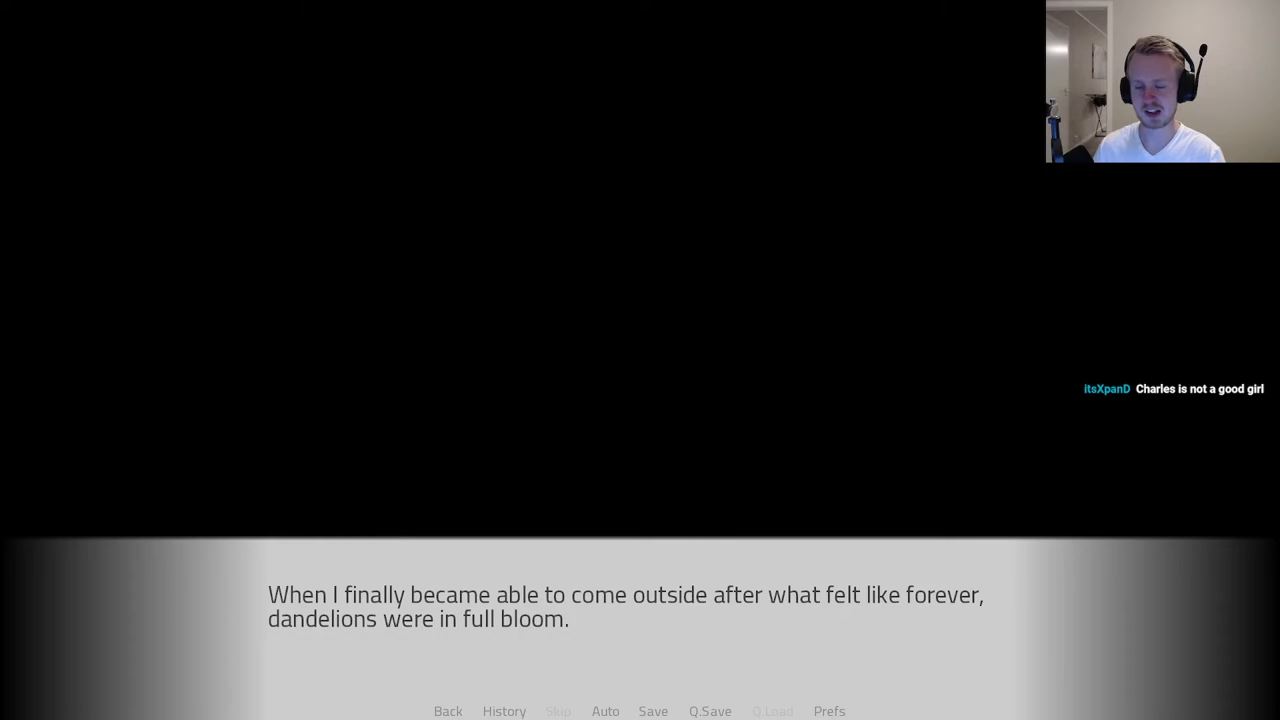 itsXpanD Charles is not a good girl
When I finally became able to come outside after what felt like forever,
dandelions were in full bloom.
Back History Skip Auto Save Q.Save Q.Load Prefs